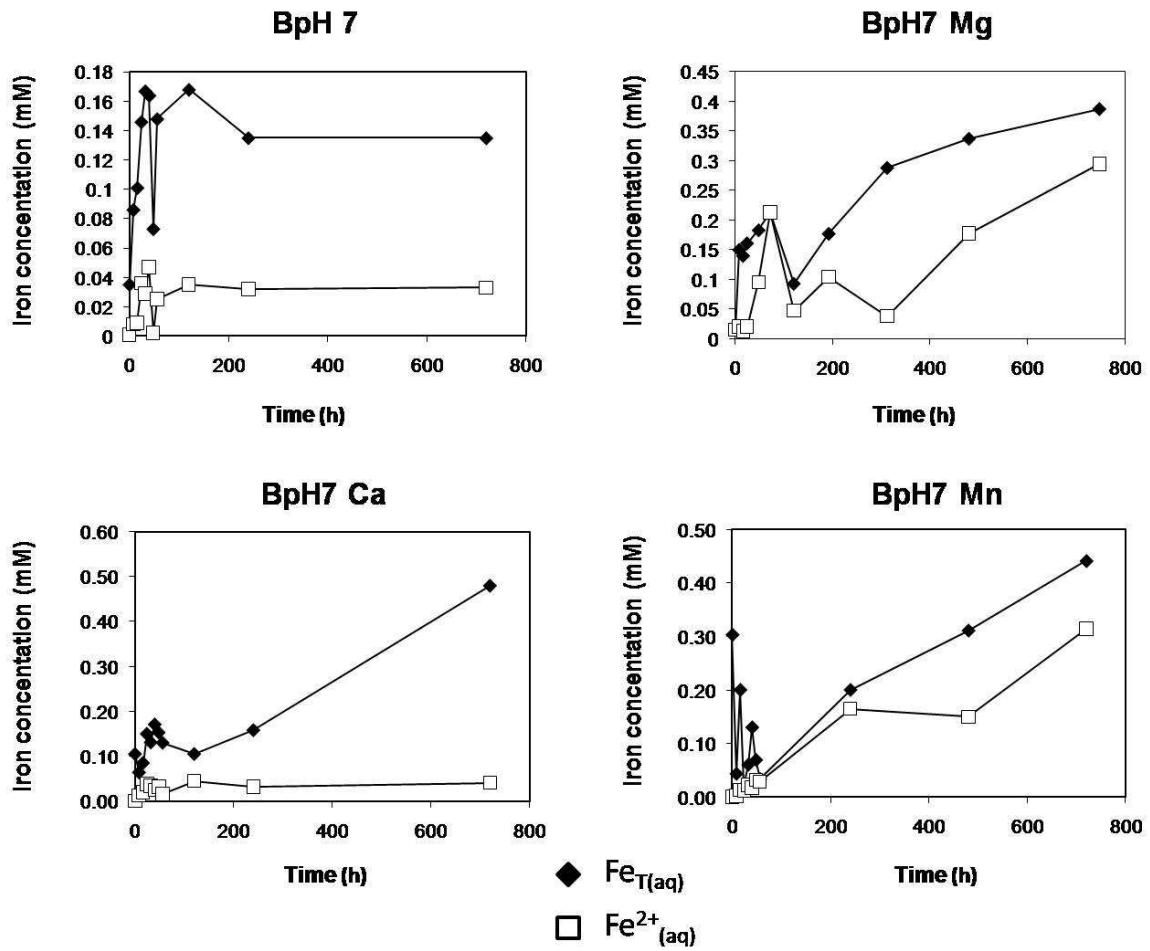 BpH 7
Iron concentation (mM)
0.18
0.16
0.14
0.12
0.1
0.08
0.06
0.04
0.02
0
0 200 400 600 800
Time (h)
BpH7 Mg
Iron concentation (mM)
0.45
0.4
0.35
0.3
0.25
0.2
0.15
0.1
0.05
0
0 200 400 600 800
Time (h)
BpH7 Ca
Iron concentation (mM)
0.60
0.50
0.40
0.30
0.20
0.10
0.00
0 200 400 600 800
Time (h)
BpH7 Mn
Iron concentation (mM)
0.50
0.40
0.30
0.20
0.10
0.00
0 200 400 600 800
Time (h)
FeT(aq)
Fe2+(aq)